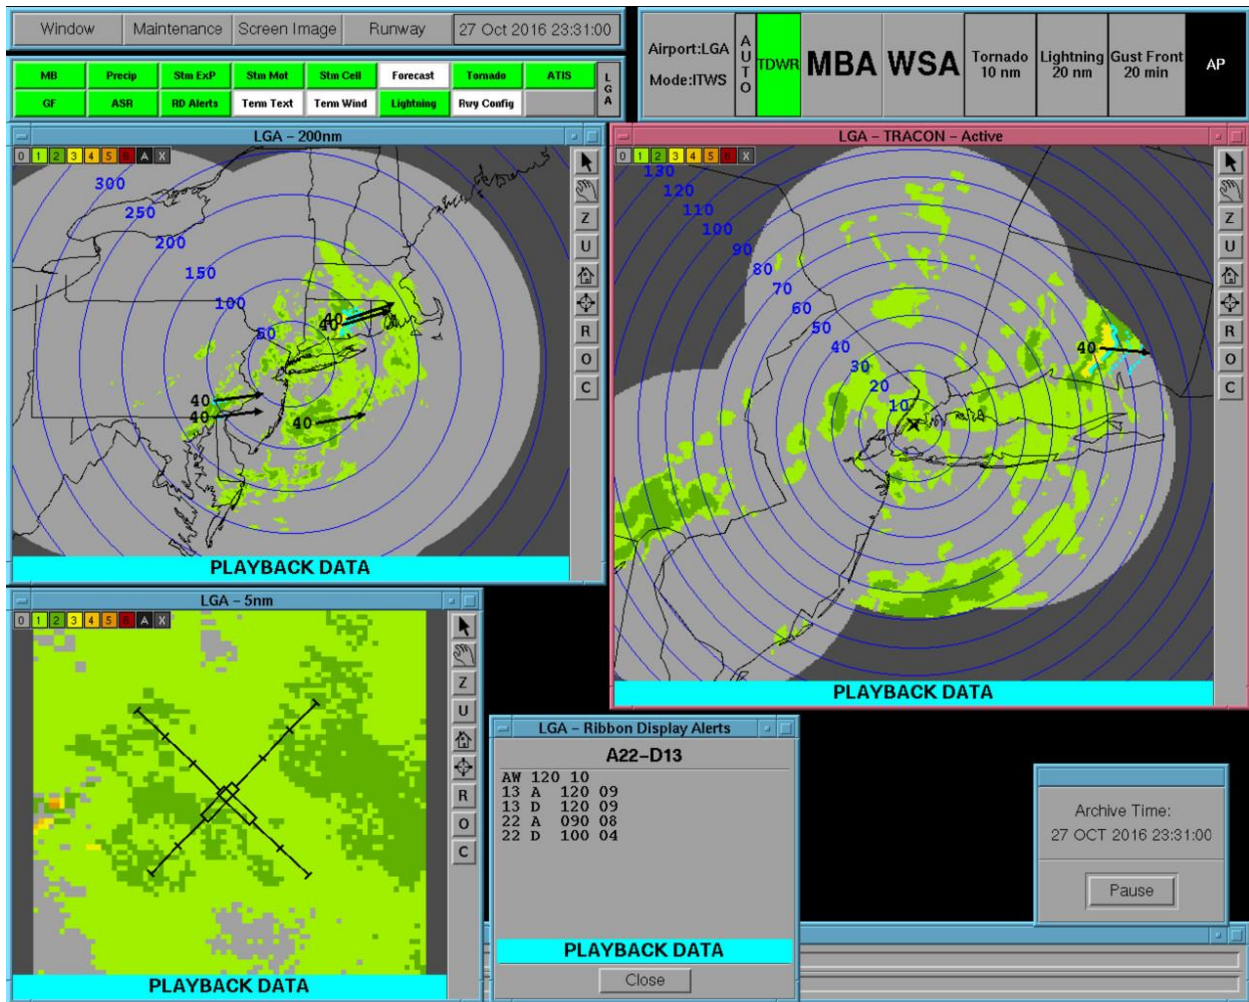 Window Maintenance Screen Image Runway 27 Oct 2016 23:31:00
MB Precip Stm ExP Stm Mot Stm Cell Forecast Tornado ATIS
GF ASR RD Alerts Term Text Term Wind Lightning Rwy Config
LGA
Airport:LGA
Mode:ITWS
AUTO
TDWR
MBA
WSA
Tornado
10 nm
Lightning
20 nm
Gust Front
20 min
AP
LGA - 200nm
0 1 2 3 4 5 6 A X
300
250
200
150
100
50
40
40
40
40
40
Z
U
R
O
C
PLAYBACK DATA
LGA - TRACON - Active
0 1 2 3 4 5 6 X
130
120
110
100
90
80
70
60
50
40
30
20
10
40
Z
U
R
O
C
PLAYBACK DATA
LGA - 5nm
0 1 2 3 4 5 6 A X
Z
U
R
O
C
PLAYBACK DATA
LGA - Ribbon Display Alerts
A22-D13
AW 120 10
13 A 120 09
13 D 120 09
22 A 090 08
22 D 100 04
PLAYBACK DATA
Close
Archive Time:
27 OCT 2016 23:31:00
Pause